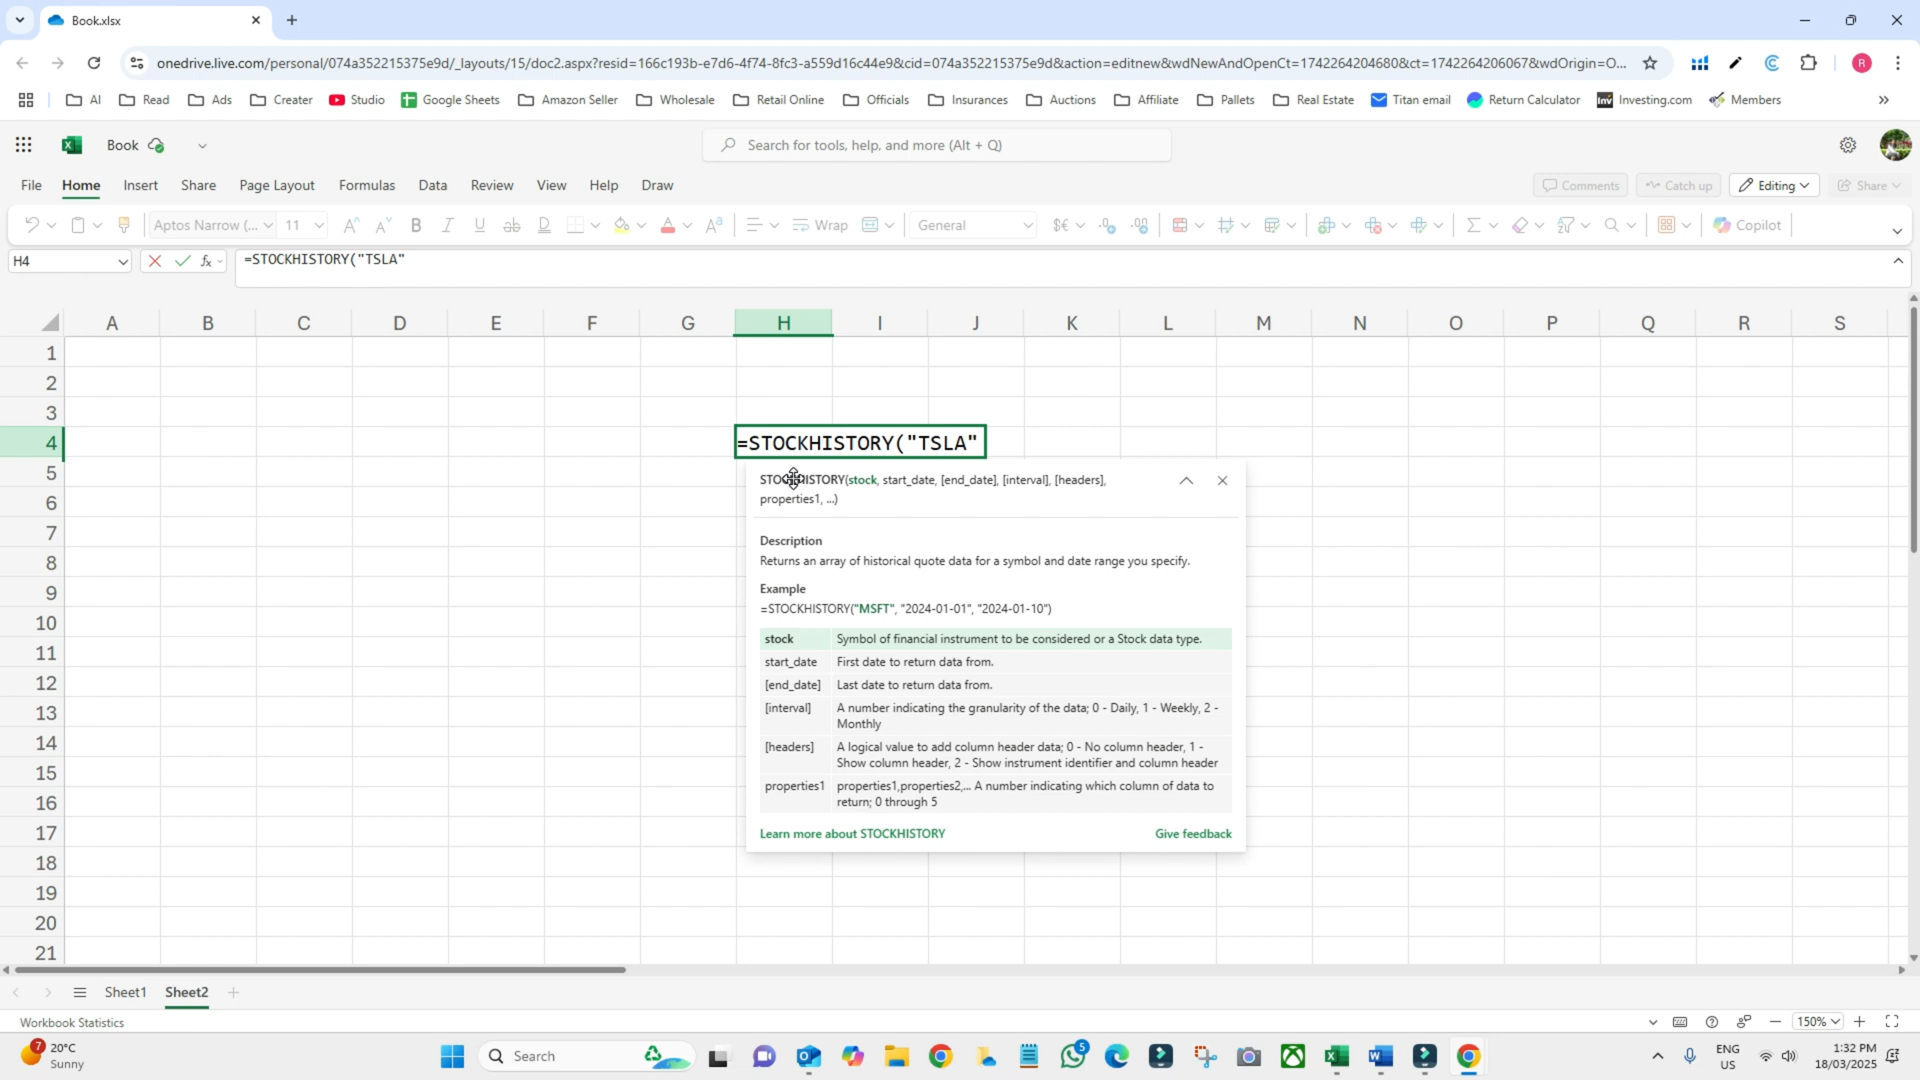 Book.xlsx
onedrive.live.com/personal/074a352215375e9d/_layouts/15/doc2.aspx?resid=166c193b-e7d6-4f74-8fc3-a559d16c44e9&cid=074a352215375e9d&action=editnew&wdNewAndOpenCt=1742264204680&ct=1742264206067&wdOrigin=O...
R
AI Read Ads Creater Studio Google Sheets Amazon Seller Wholesale Retail Online Officials Insurances Auctions Affiliate Pallets Real Estate Titan email Return Calculator Investing.com Members »
Book
Search for tools, help, and more (Alt + Q)
File Home Insert Share Page Layout Formulas Data Review View Help Draw
Comments Catch up Editing Share
Aptos Narrow (... 11 Wrap General Copilot
H4 =STOCKHISTORY("TSLA"
A B C D E F G H I J K L M N O P Q R S
1
2
3
4 =STOCKHISTORY("TSLA"
5
6
7
8
9
10
11
12
13
14
15
16
17
18
19
20
21
STOCKHISTORY(stock, start_date, [end_date], [interval], [headers],
properties1, ...)
Description
Returns an array of historical quote data for a symbol and date range you specify.
Example
=STOCKHISTORY("MSFT", "2024-01-01", "2024-01-10")
stock Symbol of financial instrument to be considered or a Stock data type.
start_date First date to return data from.
[end_date] Last date to return data from.
[interval] A number indicating the granularity of the data; 0 - Daily, 1 - Weekly, 2 -
Monthly
[headers] A logical value to add column header data; 0 - No column header, 1 -
Show column header, 2 - Show instrument identifier and column header
properties1 properties1,properties2,... A number indicating which column of data to
return; 0 through 5
Learn more about STOCKHISTORY Give feedback
Sheet1 Sheet2
Workbook Statistics
150%
7 20°C
Sunny
Search
5
ENG
US
1:32 PM
18/03/2025